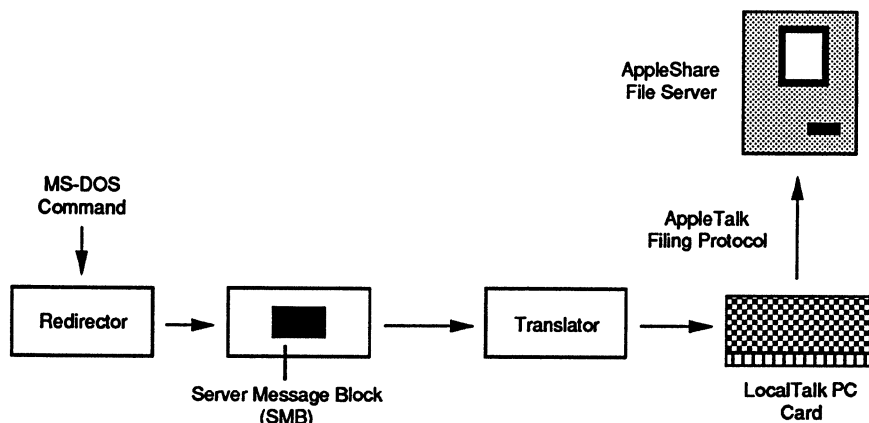 AppleShare
File Server
MS-DOS
Command
AppleTalk
Filing Protocol
Redirector
Translator
Server Message Block
(SMB)
LocalTalk PC
Card